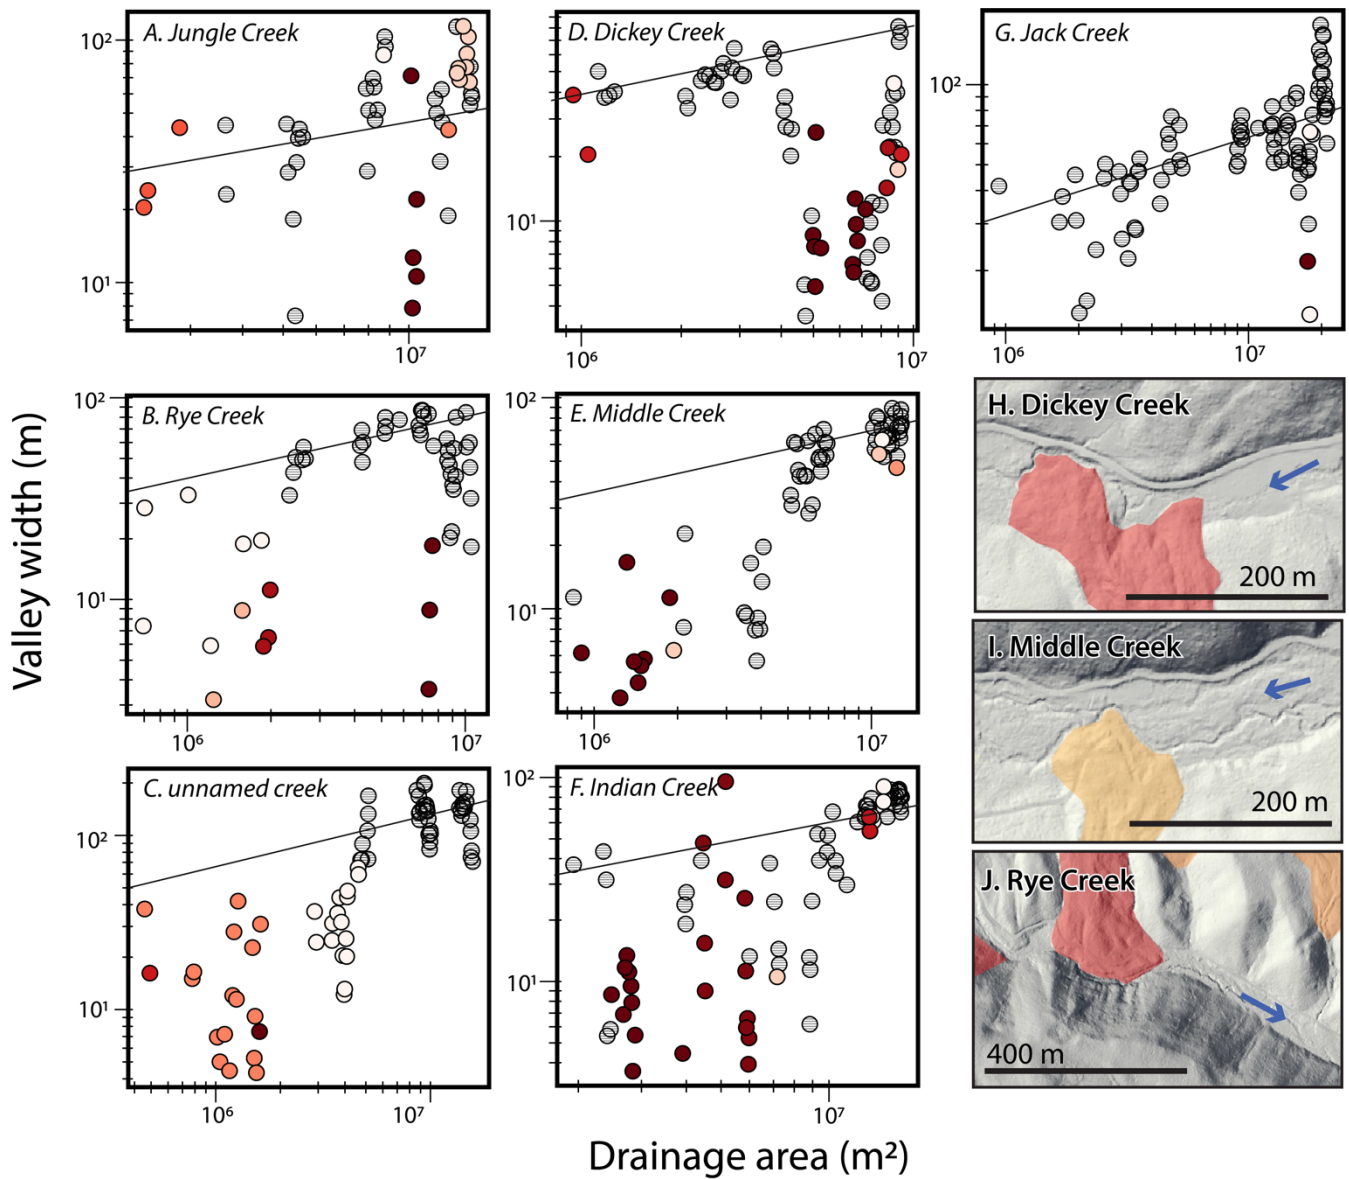 A. Jungle Creek
10²
10¹
10⁷
D. Dickey Creek
10¹
10⁶
10⁷
G. Jack Creek
10²
10⁶
10⁷
B. Rye Creek
10²
10¹
10⁶
10⁷
E. Middle Creek
10²
10¹
10⁶
10⁷
H. Dickey Creek
200 m
I. Middle Creek
200 m
C. unnamed creek
10²
10¹
10⁶
10⁷
F. Indian Creek
10²
10¹
10⁷
J. Rye Creek
400 m
Valley width (m)
Drainage area (m²)